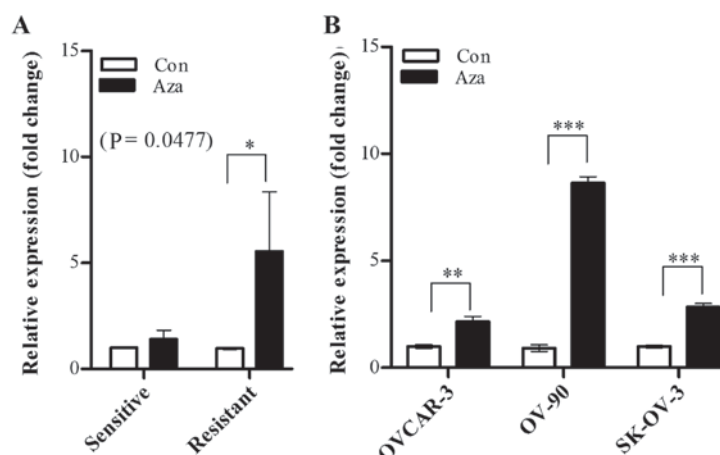 A
Relative expression (fold change)
15
10
5
0
Con
Aza
(P= 0.0477)
*
Sensitive
Resistant
B
Relative expression (fold change)
15
10
5
0
Con
Aza
**
***
***
OVCAR-3
OV-90
SK-OV-3